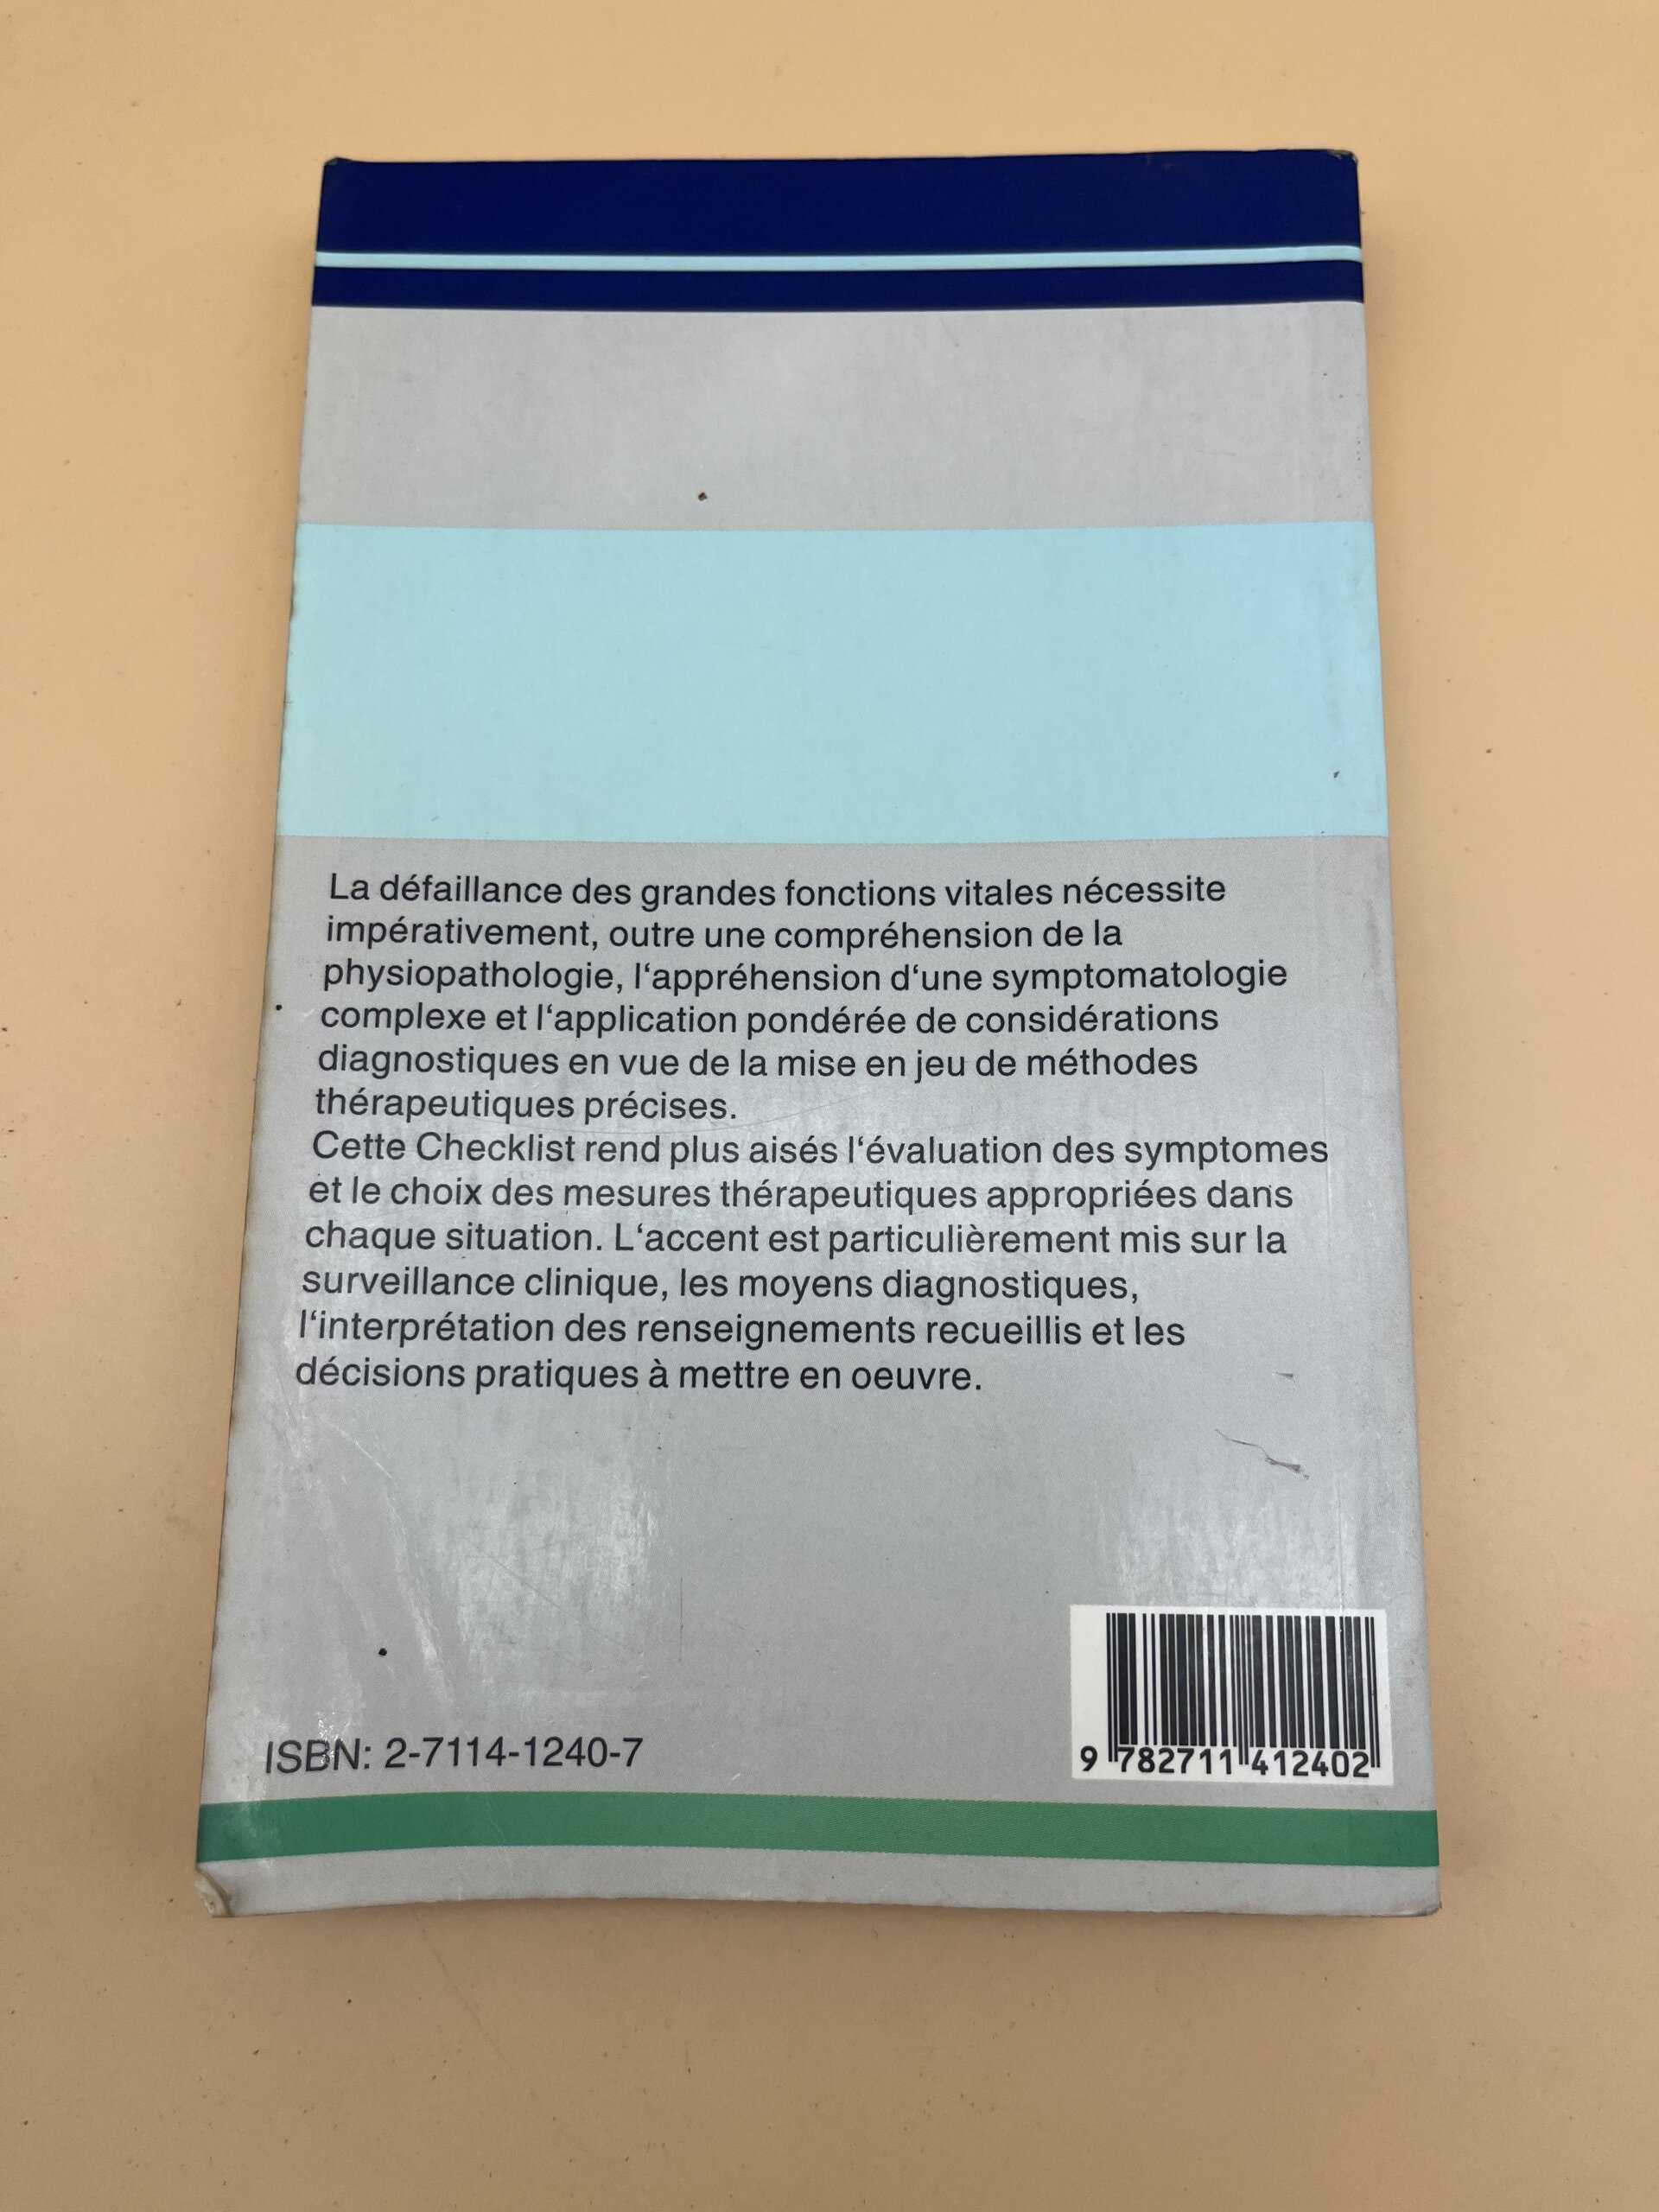 La défaillance des grandes fonctions vitales nécessite
impérativement, outre une compréhension de la
physiopathologie, l‘appréhension d‘une symptomatologie
complexe et l‘application pondérée de considérations
diagnostiques en vue de la mise en jeu de méthodes
thérapeutiques précises.
Cette Checklist rend plus aisés l‘évaluation des symptomes
et le choix des mesures thérapeutiques appropriées dans
chaque situation. L‘accent est particulièrement mis sur la
surveillance clinique, les moyens diagnostiques,
l‘interprétation des renseignements recueillis et les
décisions pratiques à mettre en oeuvre.
ISBN: 2-7114-1240-7
9 782711 412402